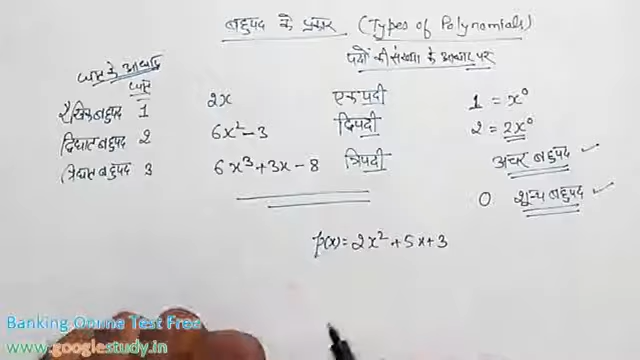 बहुपद के प्रकार (Types of Polynomials)
घात के आधार पदों की संख्या के आधार पर
घात
रैखिक बहुपद 1 2x एकपदी 1 = x⁰
द्विघात बहुपद 2 6x² - 3 द्विपदी 2 = 2x⁰
त्रिघात बहुपद 3 6x³ + 3x - 8 त्रिपदी अचर बहुपद ✓
0 शून्य बहुपद ✓
p(x) = 2x² + 5x + 3
Banking Online Test Free
www.googlestudy.in